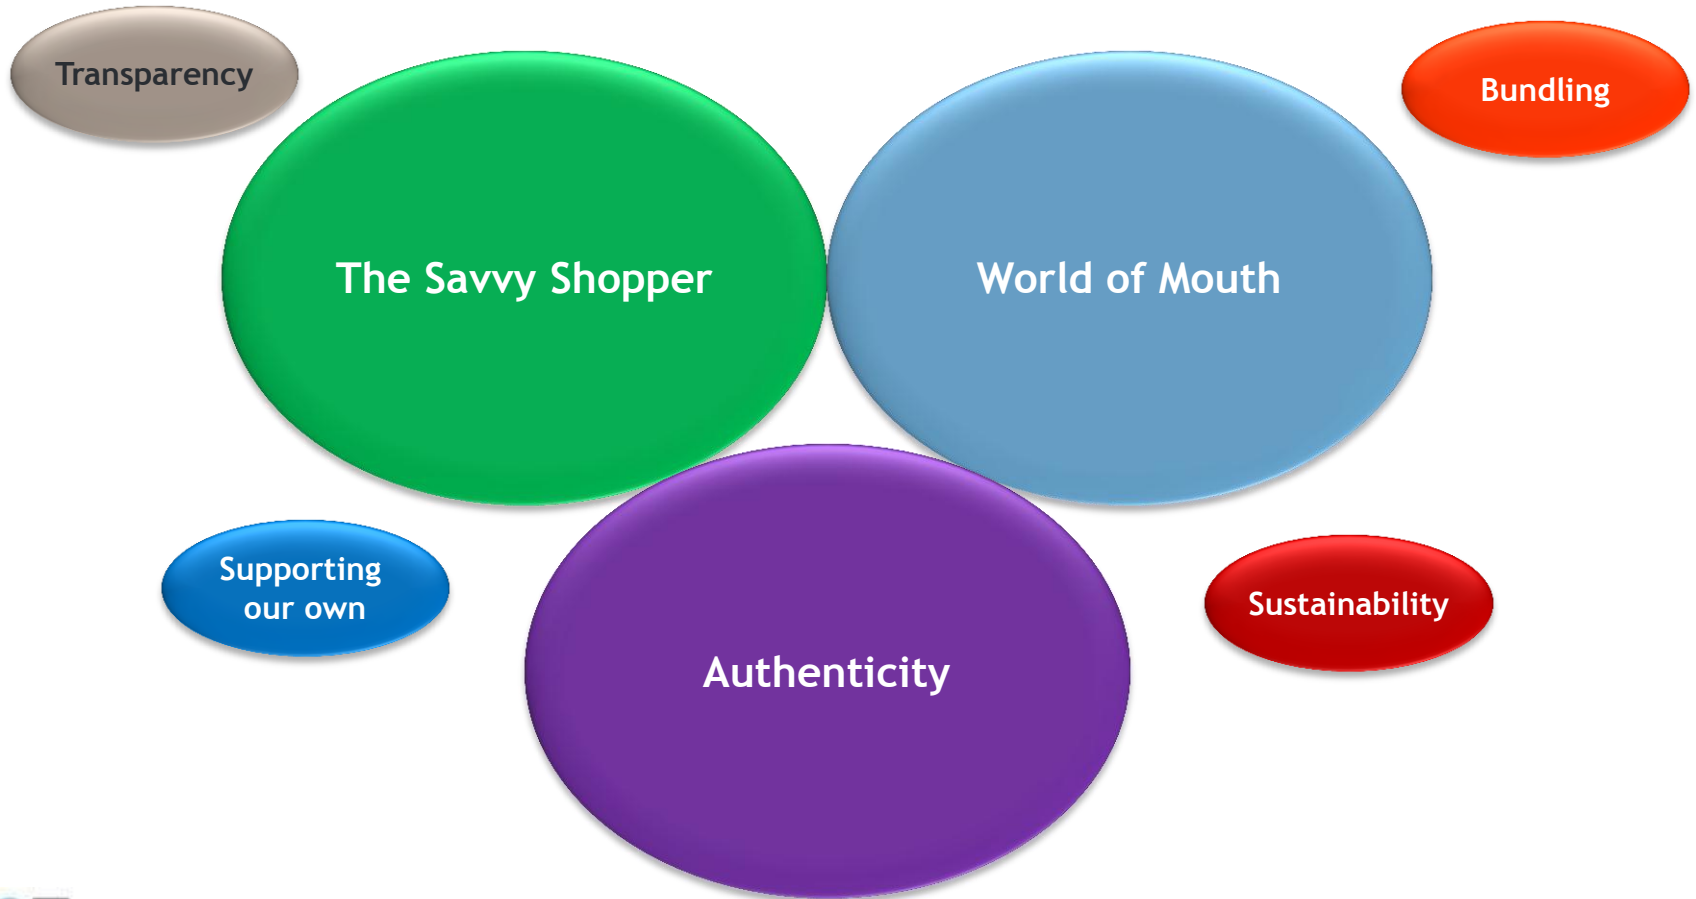 Transparency
Bundling
The Savvy Shopper
World of Mouth
Supporting
our own
Sustainability
Authenticity